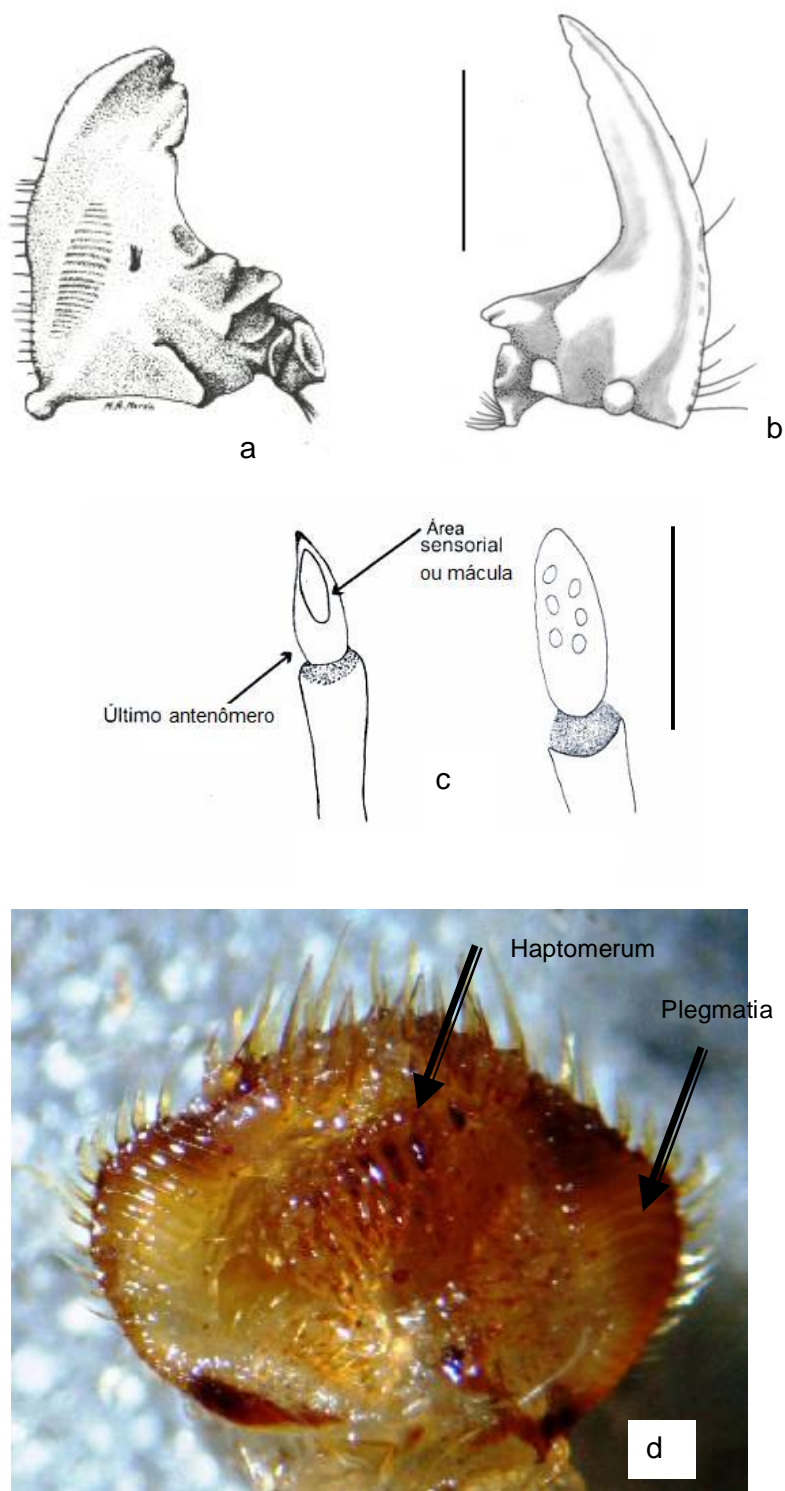 a
b
Área
sensorial
ou mácula
Último antenômero
c
Haptomerum
Plegmatia
d